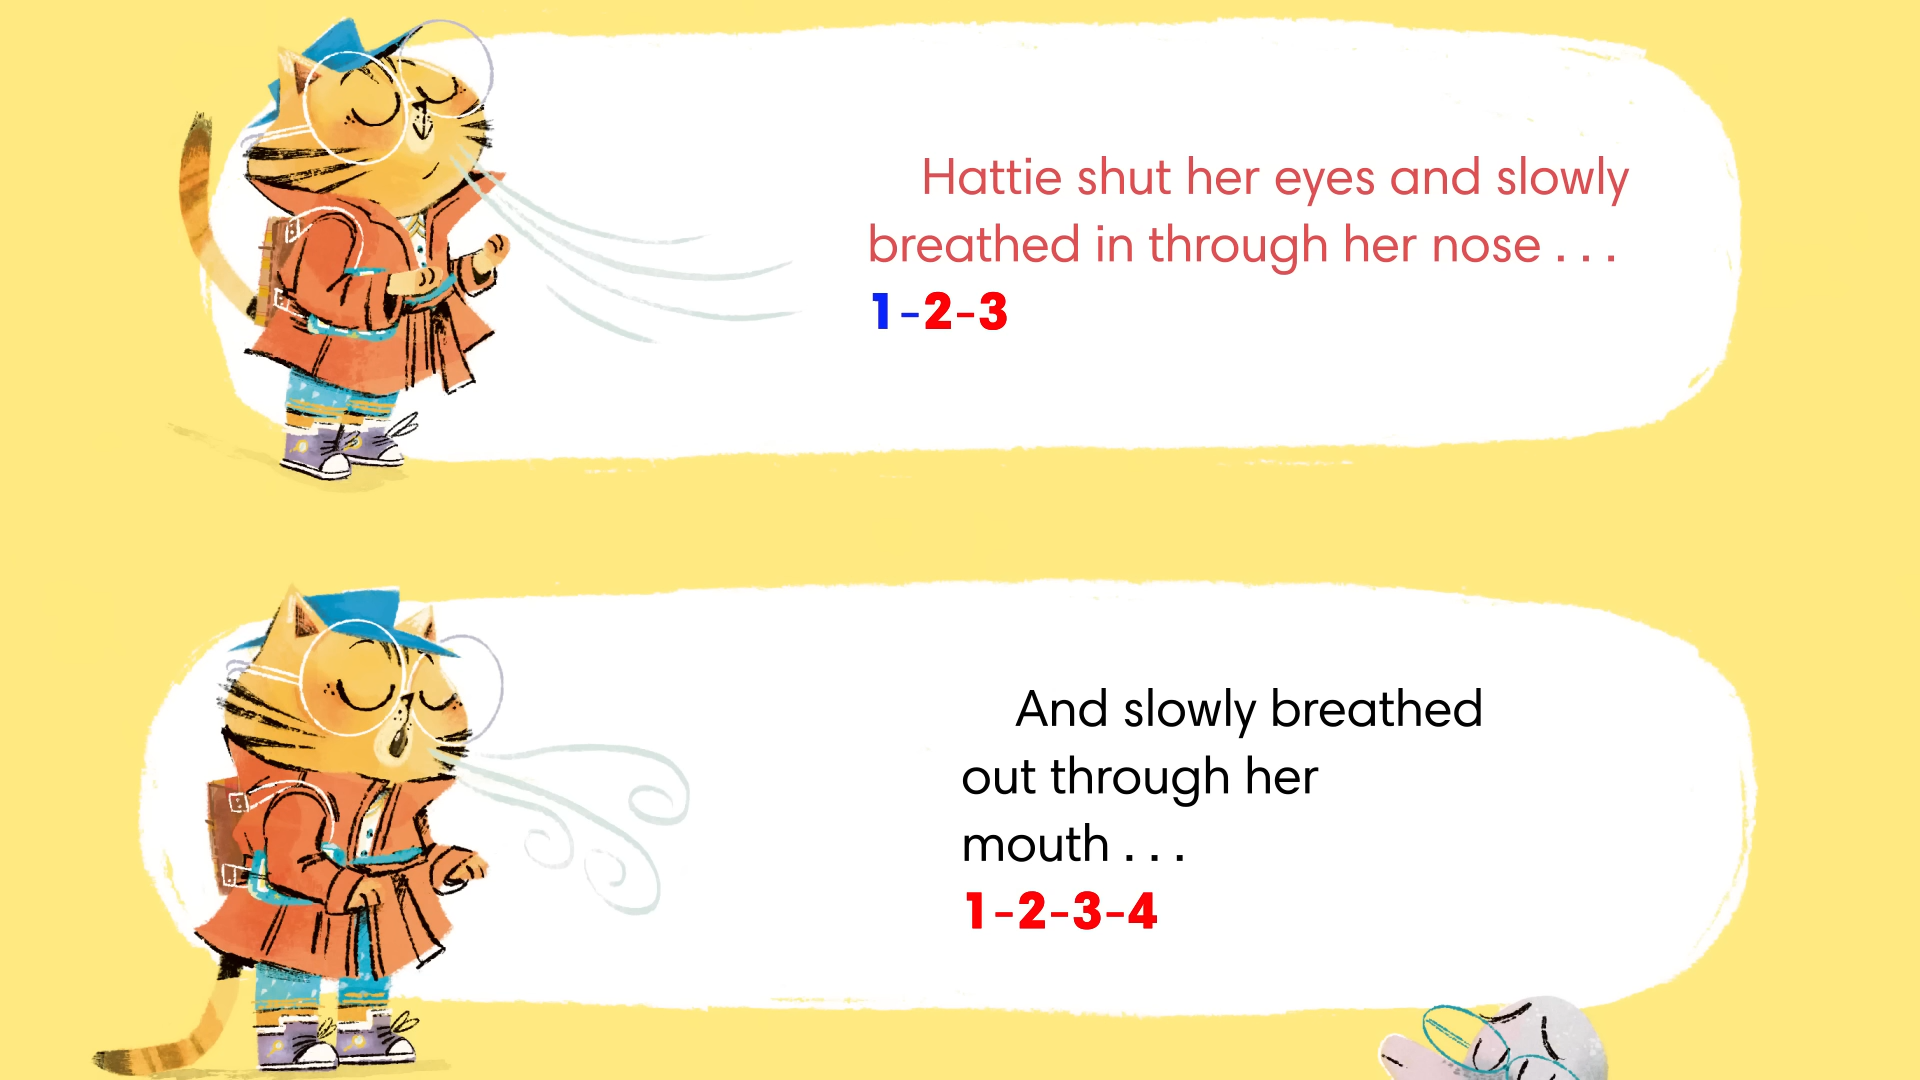 Hattie shut her eyes and slowly
breathed in through her nose . . .
1-2-3
And slowly breathed
out through her
mouth . . .
1-2-3-4